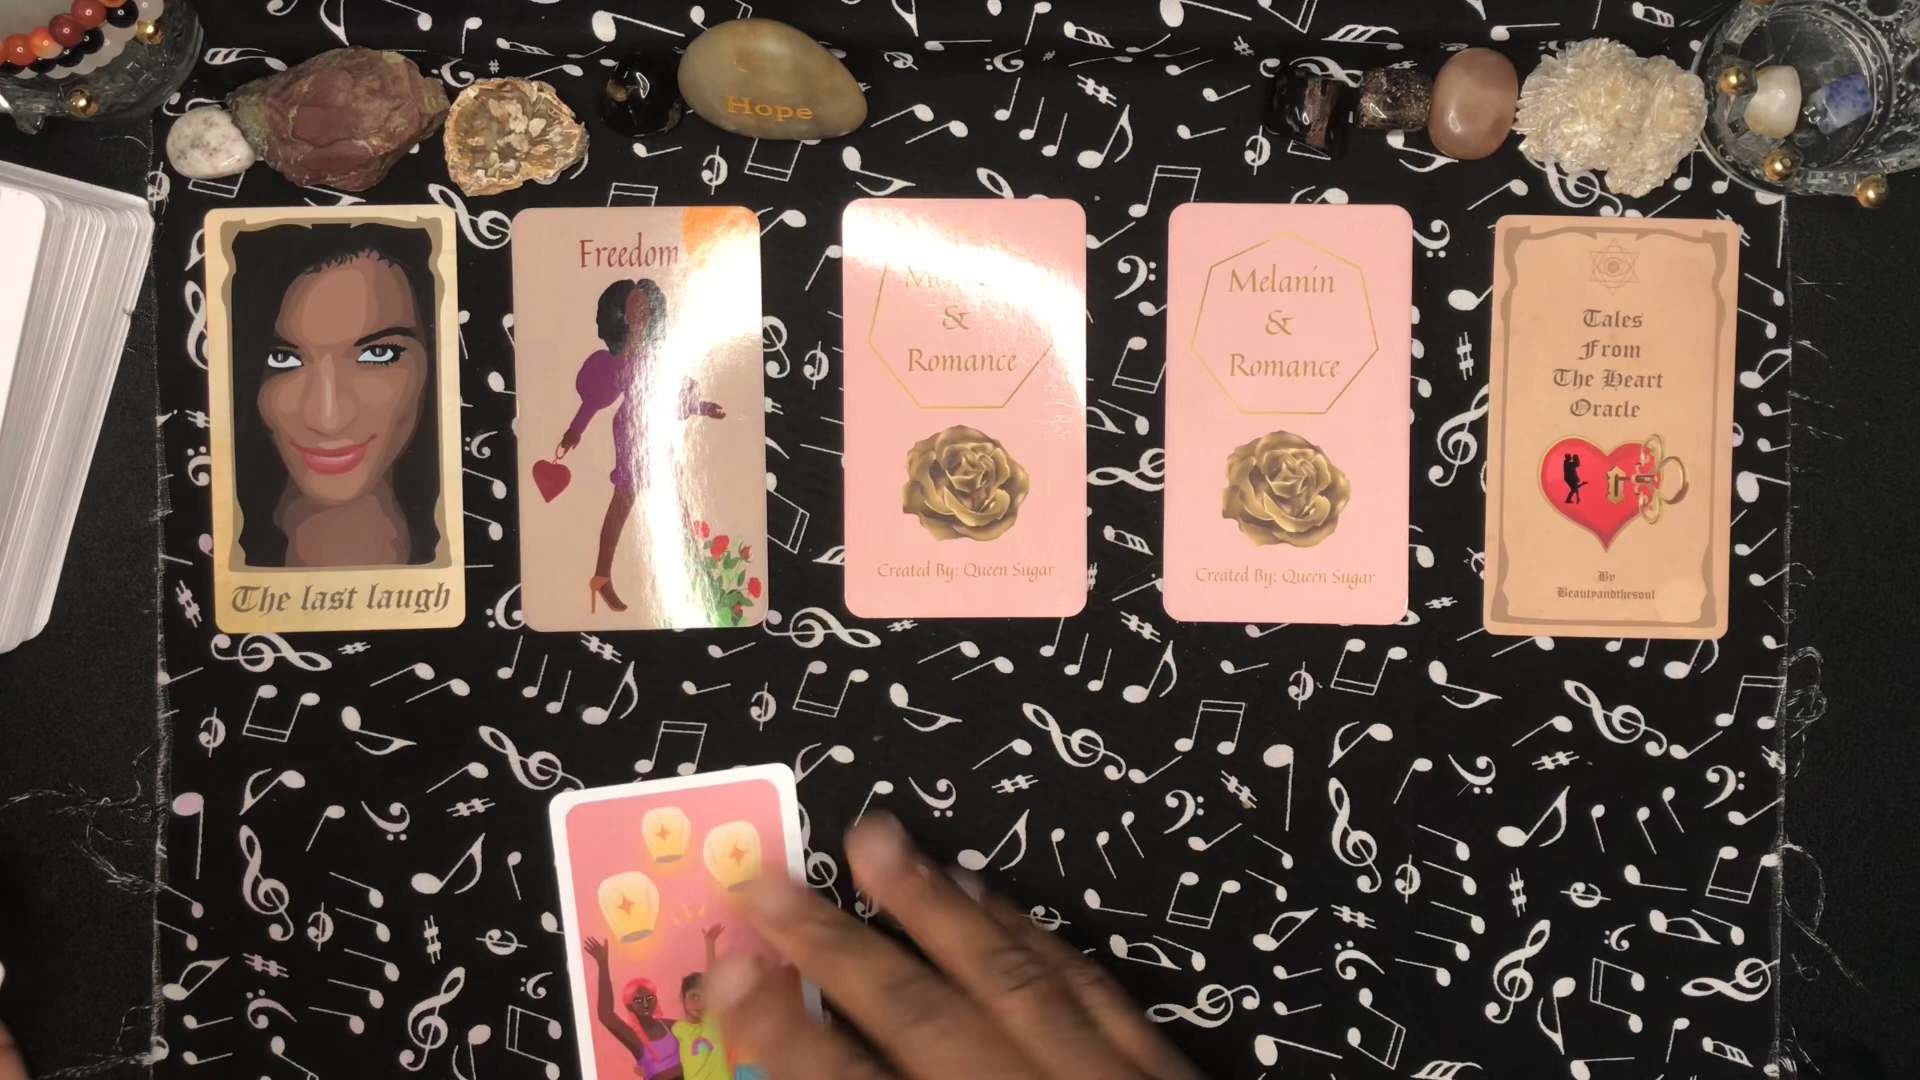 Hope
The last laugh
Freedom
&
Romance
Created By: Queen Sugar
Melanin
&
Romance
Created By: Queen Sugar
Tales
From
The Heart
Oracle
By
Beautyandthesoul